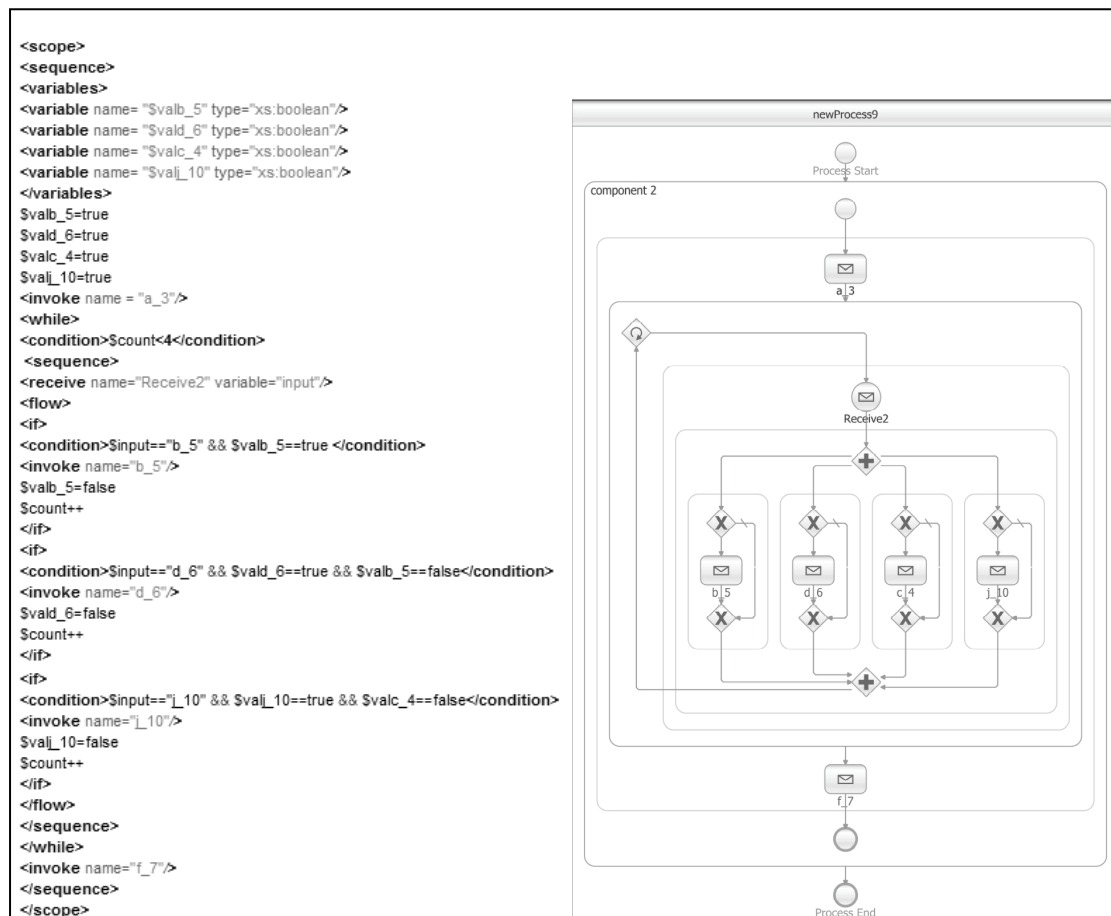 <scope>
<sequence>
<variables>
<variable name= "$valb_5" type="xs:boolean"/>
<variable name= "$vald_6" type="xs:boolean"/>
<variable name= "$valc_4" type="xs:boolean"/>
<variable name= "$valj_10" type="xs:boolean"/>
</variables>
$valb_5=true
$vald_6=true
$valc_4=true
$valj_10=true
<invoke name = "a_3"/>
<while>
<condition>$count<4</condition>
<sequence>
<receive name="Receive2" variable="input"/>
<flow>
<if>
<condition>$input=="b_5" && $valb_5==true </condition>
<invoke name="b_5"/>
$valb_5=false
$count++
</if>
<if>
<condition>$input=="d_6" && $vald_6==true && $valb_5==false</condition>
<invoke name="d_6"/>
$vald_6=false
$count++
</if>
<if>
<condition>$input=="j_10" && $valj_10==true && $valc_4==false</condition>
<invoke name="j_10"/>
$valj_10=false
$count++
</if>
</flow>
</sequence>
</while>
<invoke name="f_7"/>
</sequence>
</scope>
newProcess9
Process Start
component 2
a_3
Receive2
b_5
d_6
c_4
j_10
f_7
Process End